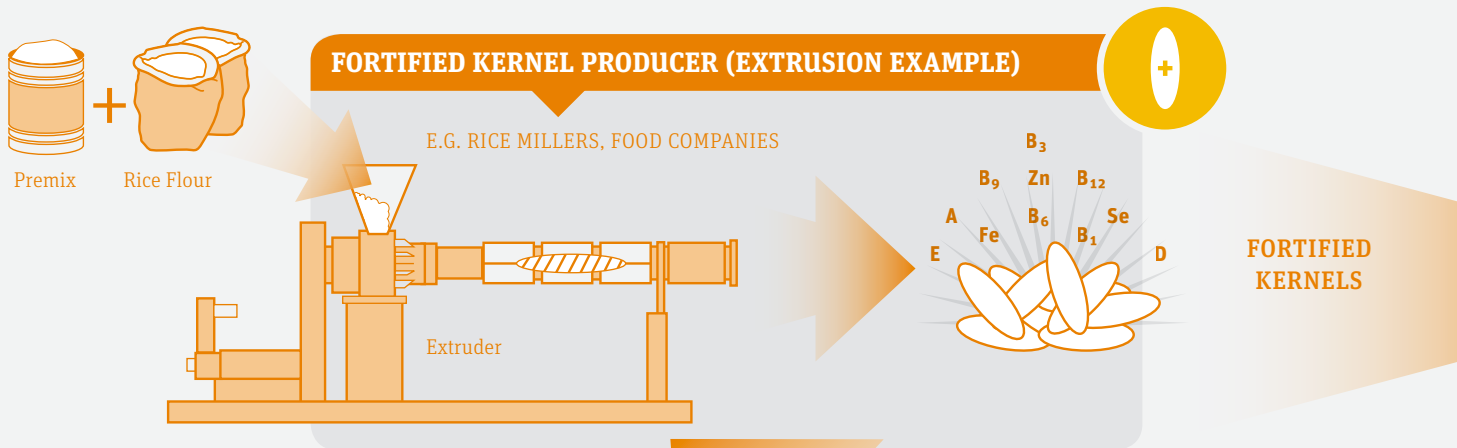 FORTIFIED KERNEL PRODUCER (EXTRUSION EXAMPLE)
+
+
E.G. RICE MILLERS, FOOD COMPANIES
Premix
Rice Flour
Extruder
B₃
B₉ Zn B₁₂
A B₆ Se
Fe B₁
E D
FORTIFIED
KERNELS